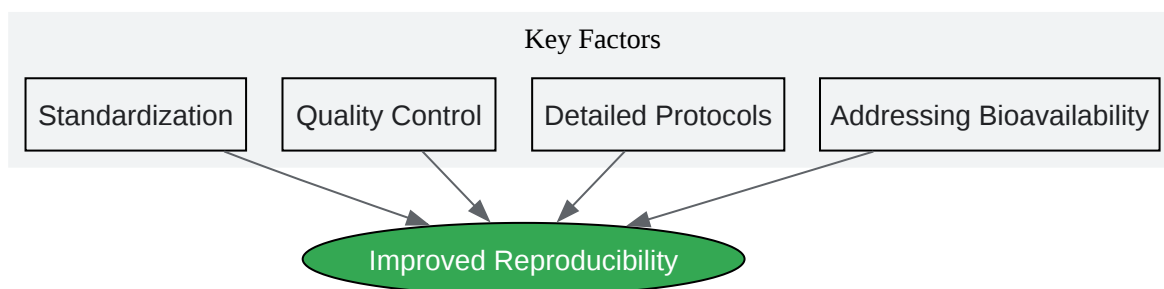 Key Factors
Standardization
Quality Control
Detailed Protocols
Addressing Bioavailability
Improved Reproducibility